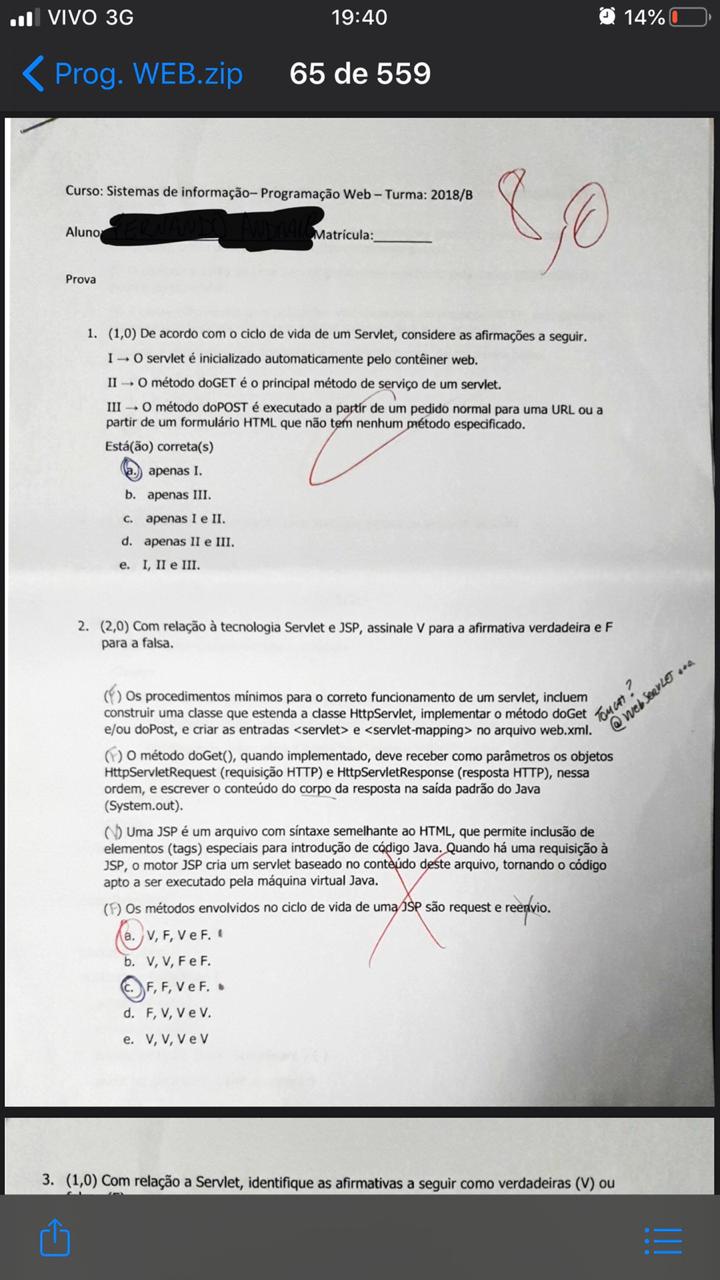 VIVO 3G 19:40 14%
Prog. WEB.zip 65 de 559
8,0
Curso: Sistemas de informação– Programação Web – Turma: 2018/B
Aluno: Matrícula:________
Prova
1. (1,0) De acordo com o ciclo de vida de um Servlet, considere as afirmações a seguir.
I → O servlet é inicializado automaticamente pelo contêiner web.
II → O método doGET é o principal método de serviço de um servlet.
III → O método doPOST é executado a partir de um pedido normal para uma URL ou a
partir de um formulário HTML que não tem nenhum método especificado.
Está(ão) correta(s)
a. apenas I.
b. apenas III.
c. apenas I e II.
d. apenas II e III.
e. I, II e III.
2. (2,0) Com relação à tecnologia Servlet e JSP, assinale V para a afirmativa verdadeira e F
para a falsa.
(F) Os procedimentos mínimos para o correto funcionamento de um servlet, incluem
construir uma classe que estenda a classe HttpServlet, implementar o método doGet
e/ou doPost, e criar as entradas <servlet> e <servlet-mapping> no arquivo web.xml.
TOMCAT?
@WebSERVLET ...
(F) O método doGet(), quando implementado, deve receber como parâmetros os objetos
HttpServletRequest (requisição HTTP) e HttpServletResponse (resposta HTTP), nessa
ordem, e escrever o conteúdo do corpo da resposta na saída padrão do Java
(System.out).
(V) Uma JSP é um arquivo com síntaxe semelhante ao HTML, que permite inclusão de
elementos (tags) especiais para introdução de código Java. Quando há uma requisição à
JSP, o motor JSP cria um servlet baseado no conteúdo deste arquivo, tornando o código
apto a ser executado pela máquina virtual Java.
(F) Os métodos envolvidos no ciclo de vida de uma JSP são request e reenvio.
a. V, F, V e F.
b. V, V, F e F.
c. F, F, V e F.
d. F, V, V e V.
e. V, V, V e V
3. (1,0) Com relação a Servlet, identifique as afirmativas a seguir como verdadeiras (V) ou